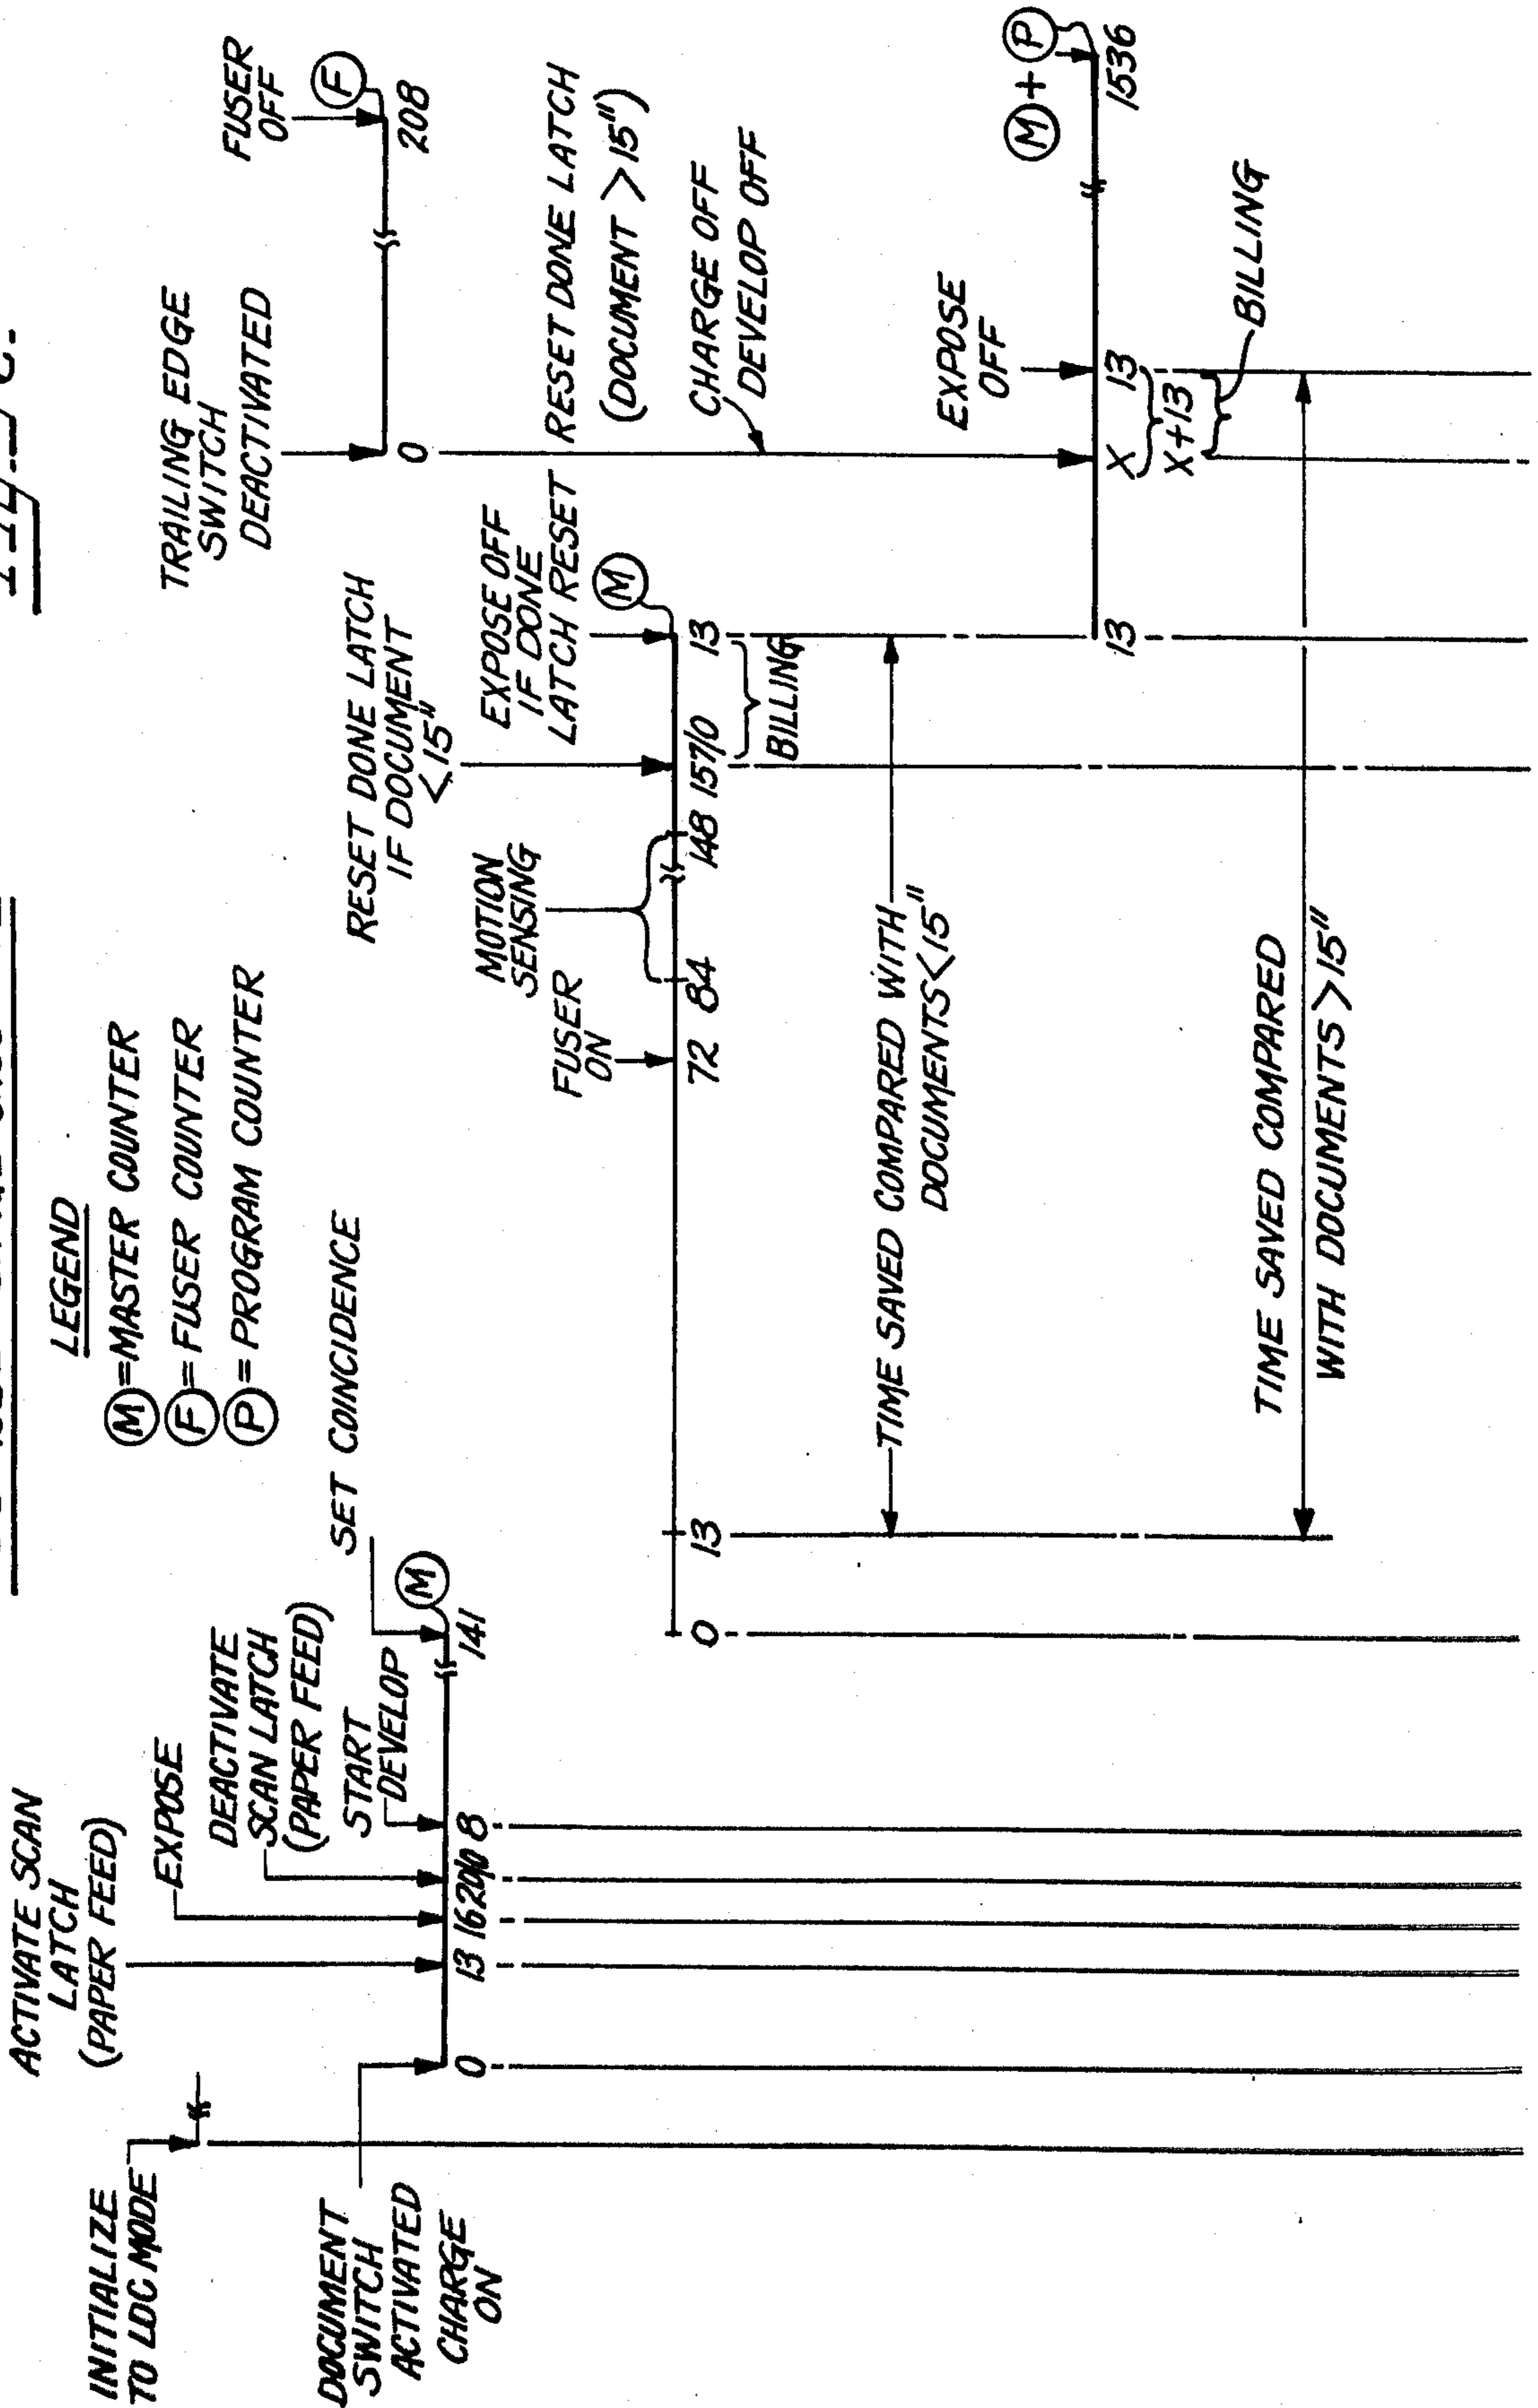 LEGEND
Ⓜ=MASTER COUNTER
Ⓕ=FUSER COUNTER
Ⓟ=PROGRAM COUNTER
INITIALIZE
TO LDC MODE
ACTIVATE SCAN
LATCH
(PAPER FEED)
EXPOSE
DEACTIVATE
SCAN LATCH
(PAPER FEED)
START
DEVELOP
SET COINCIDENCE
DOCUMENT
SWITCH
ACTIVATED
CHARGE
ON
Ⓜ
0 13 16 20/0 8 141
TRAILING EDGE
SWITCH
DEACTIVATED
FUSER
OFF
Ⓕ
0 208
RESET DONE LATCH
IF DOCUMENT
<15"
MOTION
SENSING
FUSER
ON
EXPOSE OFF
IF DONE
LATCH RESET
Ⓜ
0 13 72 84 148 157/0 13
BILLING
RESET DONE LATCH
(DOCUMENT >15")
CHARGE OFF
DEVELOP OFF
TIME SAVED COMPARED WITH
DOCUMENTS<15"
EXPOSE
OFF
Ⓜ+Ⓟ
13 X 13 1536
X+13
BILLING
TIME SAVED COMPARED
WITH DOCUMENTS>15"